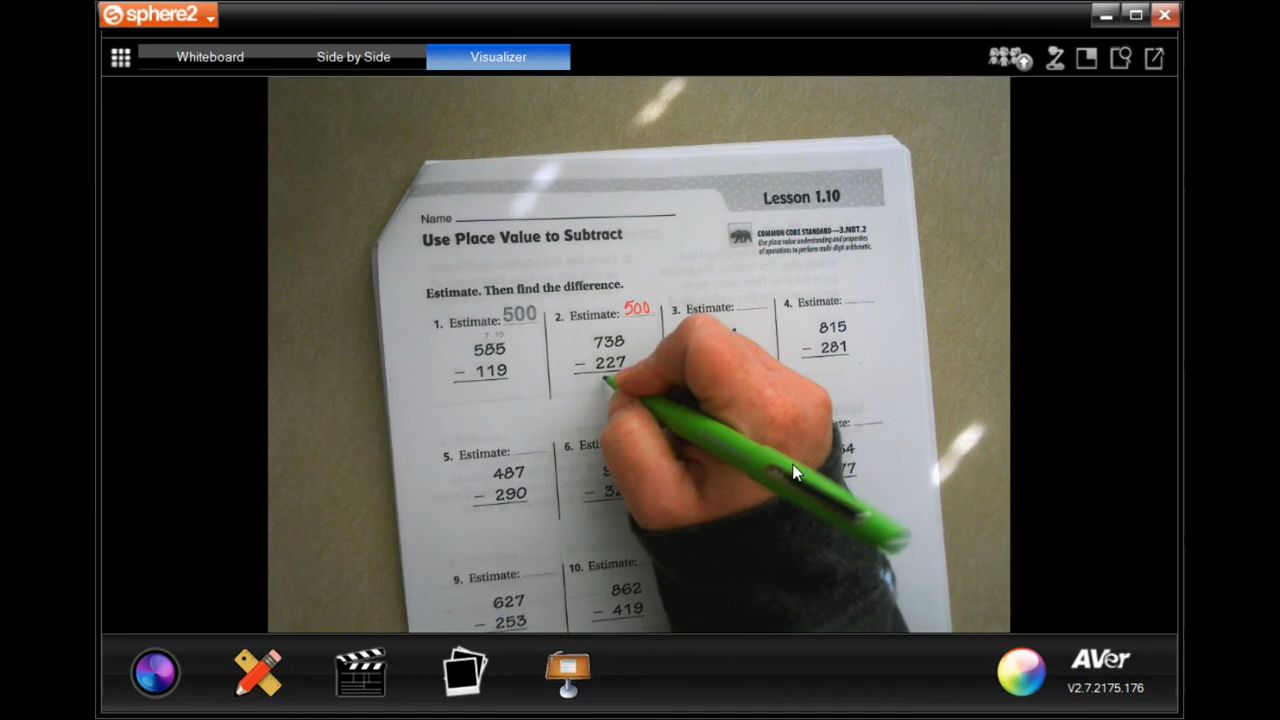 sphere2
Whiteboard Side by Side Visualizer
Lesson 1.10
Name
Use Place Value to Subtract
COMMON CORE STANDARD—3.NBT.2
Use place value understanding and properties
of operations to perform multi-digit arithmetic.
Estimate. Then find the difference.
1. Estimate: 500
7 15
585
− 119
2. Estimate: 500
738
− 227
3. Estimate:
4. Estimate:
815
− 281
5. Estimate:
487
− 290
6.
9. Estimate:
627
− 253
10. Estimate:
862
− 419
AVer
V2.7.2175.176